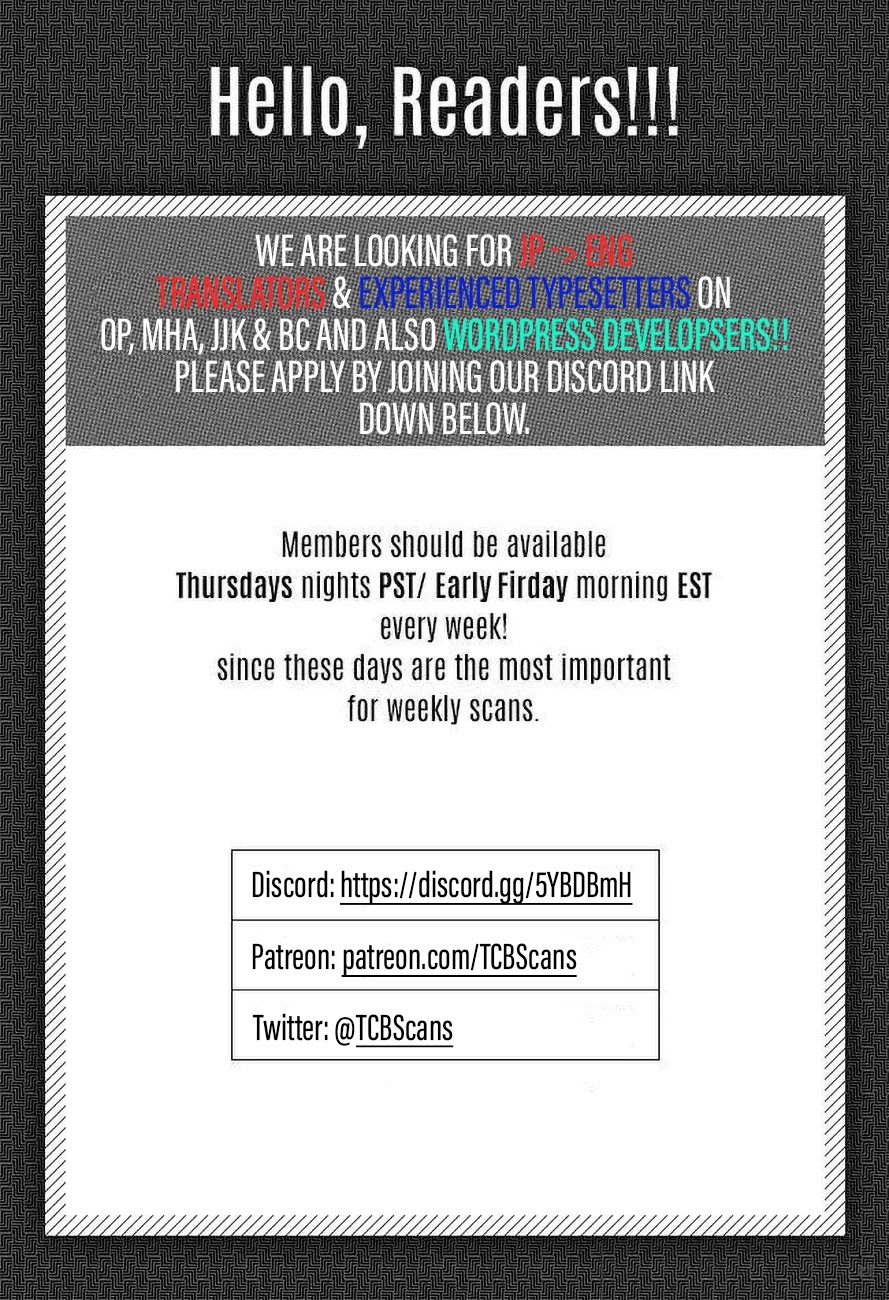 Hello, Readers!!!
WE ARE LOOKING FOR JP -> ENG
TRANSLATORS & EXPERIENCED TYPESETTERS ON
OP, MHA, JJK & BC AND ALSO WORDPRESS DEVELOPSERS!!
PLEASE APPLY BY JOINING OUR DISCORD LINK
DOWN BELOW.
Members should be available
Thursdays nights PST/ Early Firday morning EST
every week!
since these days are the most important
for weekly scans.
Discord: https://discord.gg/5YBDBmH
Patreon: patreon.com/TCBScans
Twitter: @TCBScans